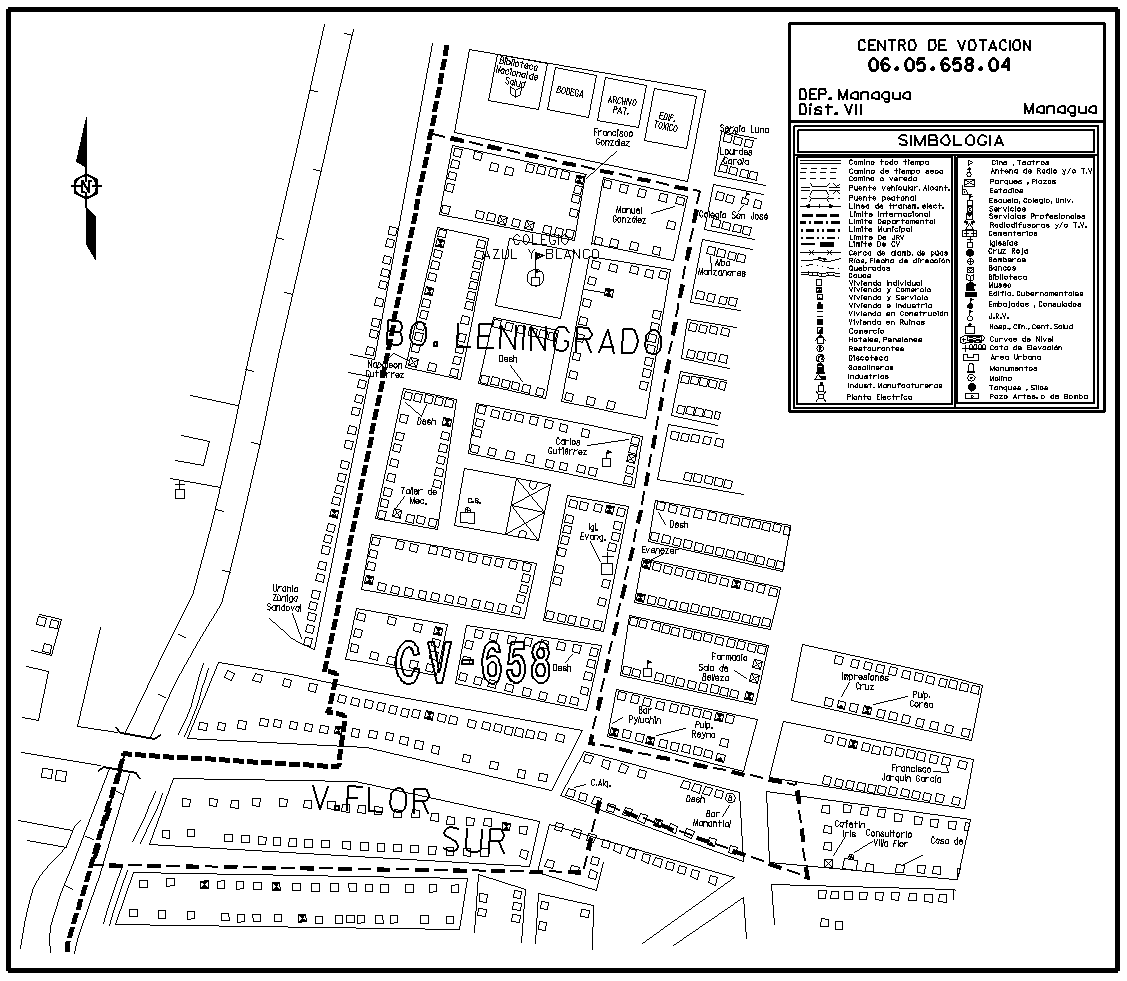 CENTRO DE VOTACION
06.05.658.04
DEP. Managua
Dist. VII Managua
SIMBOLOGIA
Camino todo tiempo
Camino de tiempo seco
Camino o vereda
Puente vehicular, Alcant.
Puente peatonal
Linea de transm. elect.
Limite Internacional
Limite Departamental
Limite Municipal
Limite De JRV
Limite De CV
Cerca de alamb. de púas
Ríos, Flecha de dirección
Quebradas
Cauce
Vivienda Individual
Vivienda y Comercio
Vivienda y Servicio
Vivienda e Industria
Vivienda en Construción
Vivienda en Ruinas
Comercio
Hoteles, Pensiones
Restaurantes
Discoteca
Gasolineras
Industrias
Indust. Manufactureras
Planta Electrica
Cine , Teatros
Antena de Radio y/o T.V
Parques , Plazas
Estadios
Escuela, Colegio, Univ.
Servicios
Servicios Profesionales
Radiodifusoras y/o T.V.
Cementerios
Iglesias
Cruz Roja
Bomberos
Bancos
Biblioteca
Museo
Edific. Gubernamentales
Embajadas , Consulados
J.R.V.
Hosp., Clin., Cent. Salud
Curvas de Nivel
Cota de Elevación
Area Urbana
Monumentos
Molino
Tanques , Silos
Pozo Artes. o de Bomba
N
Biblioteca
Nacional de
Salud
BODEGA
ARCHIVO
PAT.
EDIF.
TOXICO
Francisco
González
Sergio Luna
Lourdes
García
Manuel
González
Colegio San José
COLEGIO
AZUL Y BLANCO
Alba
Manzanares
BO. LENINGRADO
Napoleon
Gutierrez
Desh
Desh
Carlos
Gutiérrez
Taller de
Mec.
C.S.
Igl.
Evang.
Desh
Evenezer
Urania
Zúniga
Sandoval
CV-658
Desh
Farmacia
Sala de
Belleza
Impresiones
Cruz
Pulp.
Corea
Bar
Pyluchin
Pulp.
Reyna
Francisco
Jarquin García
C.Alq.
Desh
Bar
Manantial
V.FLOR
SUR
Cafetin
Iris
Consultorio
Villa Flor
Casa de